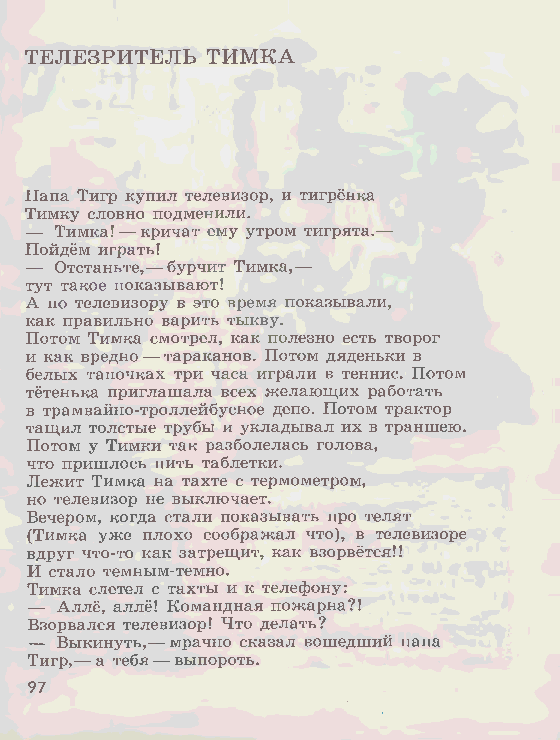 ТЕЛЕЗРИТЕЛЬ ТИМКА
Папа Тигр купил телевизор, и тигрёнка
Тимку словно подменили.
— Тимка! — кричат ему утром тигрята.—
Пойдём играть!
— Отстаньте,— бурчит Тимка,—
тут такое показывают!
А по телевизору в это время показывали,
как правильно варить тыкву.
Потом Тимка смотрел, как полезно есть творог
и как вредно — тараканов. Потом дяденьки в
белых тапочках три часа играли в теннис. Потом
тётенька приглашала всех желающих работать
в трамвайно-троллейбусное депо. Потом трактор
тащил толстые трубы и укладывал их в траншею.
Потом у Тимки так разболелась голова,
что пришлось пить таблетки.
Лежит Тимка на тахте с термометром,
но телевизор не выключает.
Вечером, когда стали показывать про телят
(Тимка уже плохо соображал что), в телевизоре
вдруг что-то как затрещит, как взорвётся!!
И стало темным-темно.
Тимка слетел с тахты и к телефону:
— Аллё, аллё! Командная пожарка?!
Взорвался телевизор! Что делать?
— Выкинуть,— мрачно сказал вошедший папа
Тигр,— а тебя — выпороть.
97